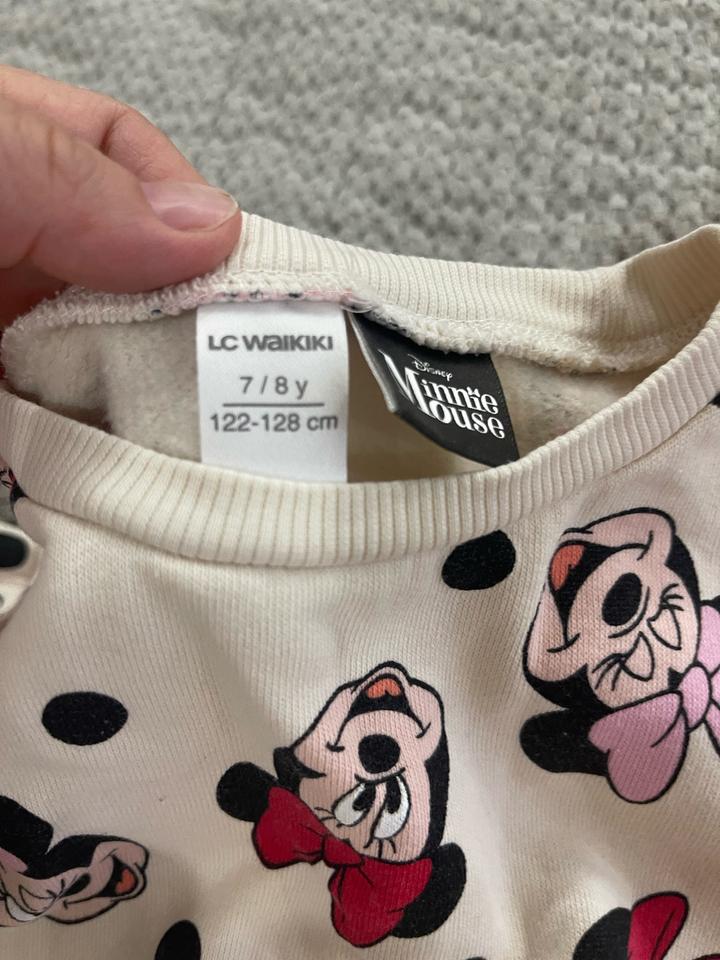 LC WAIKIKI
7 / 8 y
122-128 cm
Disney
Minnie
Mouse